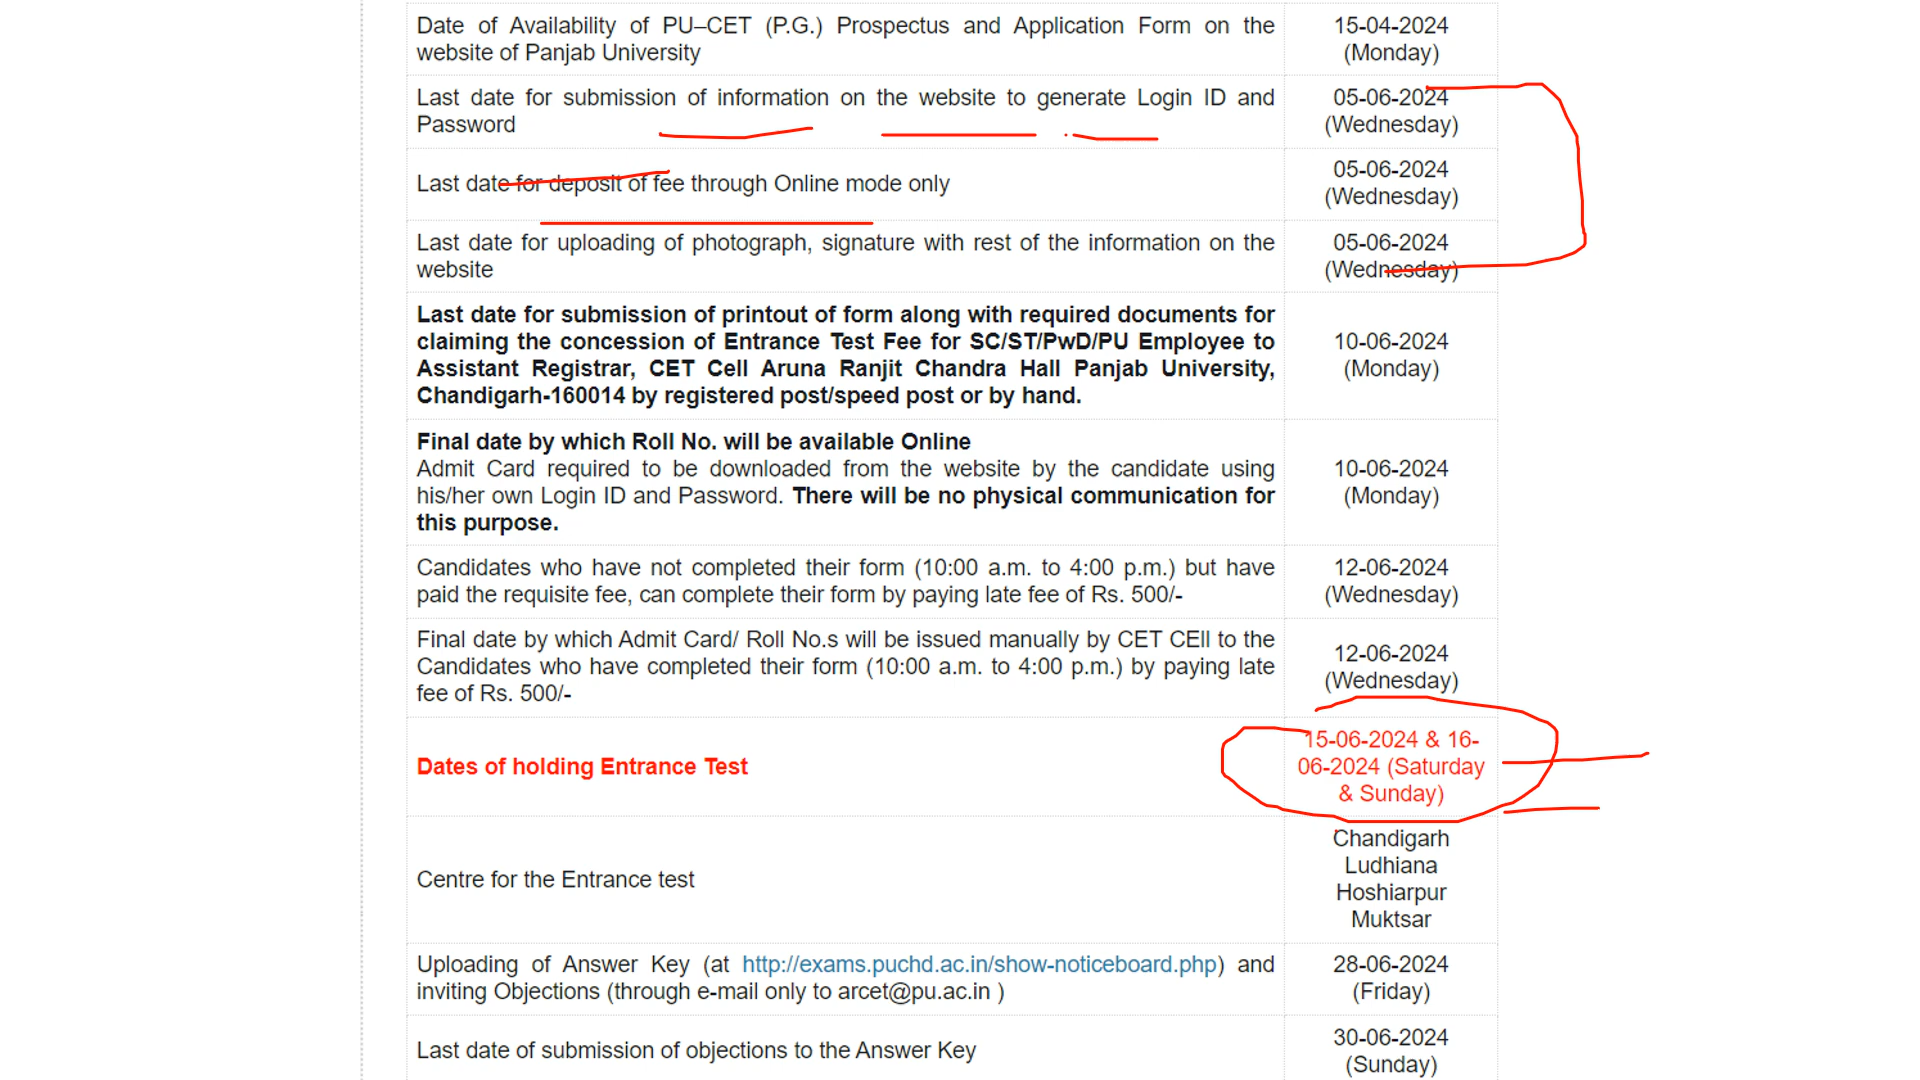 Date of Availability of PU–CET (P.G.) Prospectus and Application Form on the
website of Panjab University
15-04-2024
(Monday)
Last date for submission of information on the website to generate Login ID and
Password
05-06-2024
(Wednesday)
Last date for deposit of fee through Online mode only
05-06-2024
(Wednesday)
Last date for uploading of photograph, signature with rest of the information on the
website
05-06-2024
(Wednesday)
Last date for submission of printout of form along with required documents for
claiming the concession of Entrance Test Fee for SC/ST/PwD/PU Employee to
Assistant Registrar, CET Cell Aruna Ranjit Chandra Hall Panjab University,
Chandigarh-160014 by registered post/speed post or by hand.
10-06-2024
(Monday)
Final date by which Roll No. will be available Online
Admit Card required to be downloaded from the website by the candidate using
his/her own Login ID and Password. There will be no physical communication for
this purpose.
10-06-2024
(Monday)
Candidates who have not completed their form (10:00 a.m. to 4:00 p.m.) but have
paid the requisite fee, can complete their form by paying late fee of Rs. 500/-
12-06-2024
(Wednesday)
Final date by which Admit Card/ Roll No.s will be issued manually by CET CEll to the
Candidates who have completed their form (10:00 a.m. to 4:00 p.m.) by paying late
fee of Rs. 500/-
12-06-2024
(Wednesday)
Dates of holding Entrance Test
15-06-2024 & 16-
06-2024 (Saturday
& Sunday)
Centre for the Entrance test
Chandigarh
Ludhiana
Hoshiarpur
Muktsar
Uploading of Answer Key (at http://exams.puchd.ac.in/show-noticeboard.php) and
inviting Objections (through e-mail only to arcet@pu.ac.in )
28-06-2024
(Friday)
Last date of submission of objections to the Answer Key
30-06-2024
(Sunday)